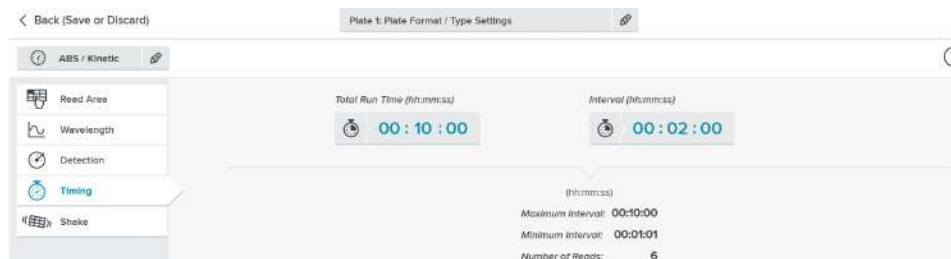 Back (Save or Discard)
Plate 1: Plate Format / Type Settings
ABS / Kinetic
Read Area
Wavelength
Detection
Timing
Shake
Total Run Time (hh:mm:ss)
Interval (hh:mm:ss)
00 : 10 : 00
00 : 02 : 00
(hh:mm:ss)
Maximum Interval: 00:10:00
Minimum Interval: 00:01:01
Number of Reads: 6